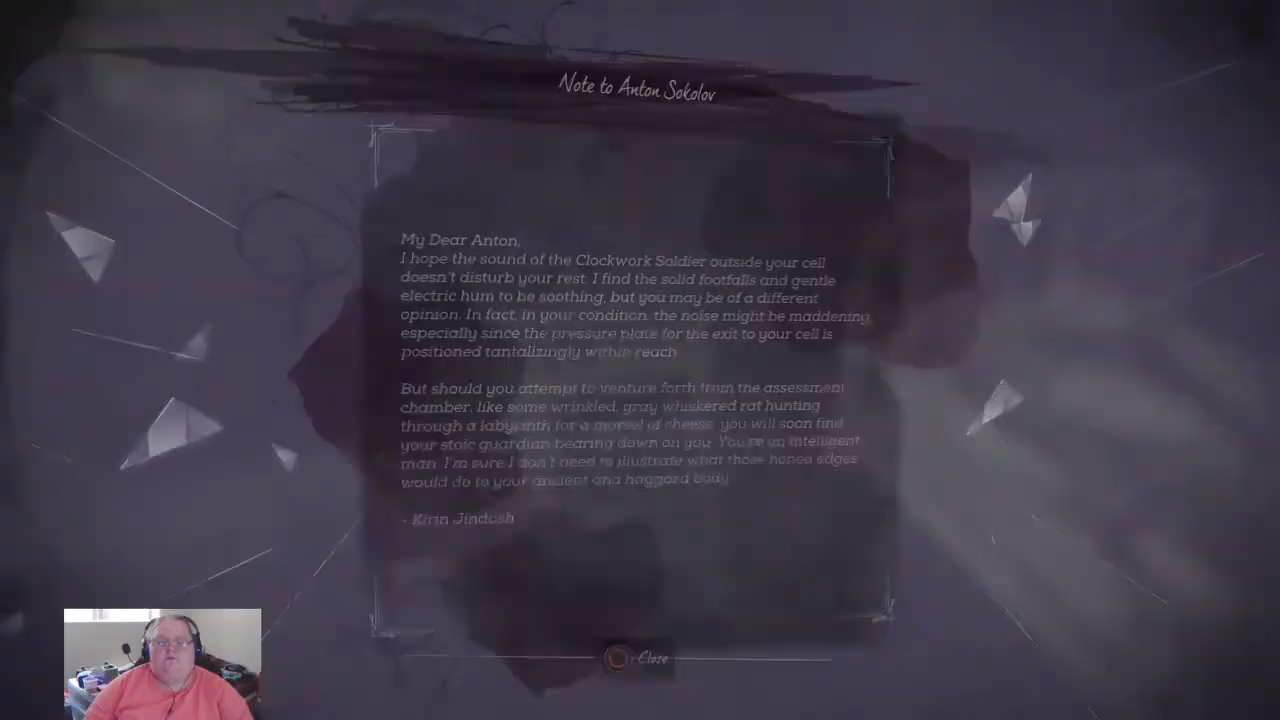 Note to Anton Sokolov
My Dear Anton,
I hope the sound of the Clockwork Soldier outside your cell
doesn't disturb your rest. I find the solid footfalls and gentle
electric hum to be soothing, but you may be of a different
opinion. In fact, in your condition, the noise might be maddening,
especially since the pressure plate for the exit to your cell is
positioned tantalizingly within reach.
But should you attempt to venture forth from the assessment
chamber, like some wrinkled, gray whiskered rat hunting
through a labyrinth for a morsel of cheese, you will soon find
your stoic guardian bearing down on you. You're an intelligent
man. I'm sure I don't need to illustrate what those honed edges
would do to your ancient and haggard body.
- Kirin Jindosh
Close